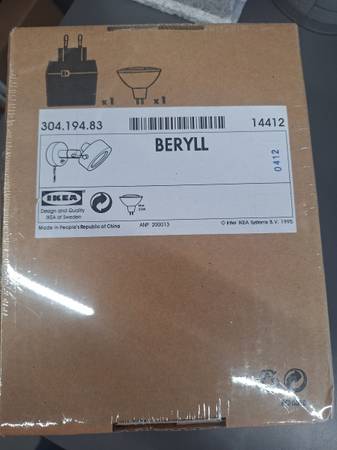 x1
x1
304.194.83
14412
BERYLL
0412
IKEA
Design and Quality
IKEA of Sweden
Made in People's Republic of China
ANP 200013
© Inter IKEA Systems B.V. 1995